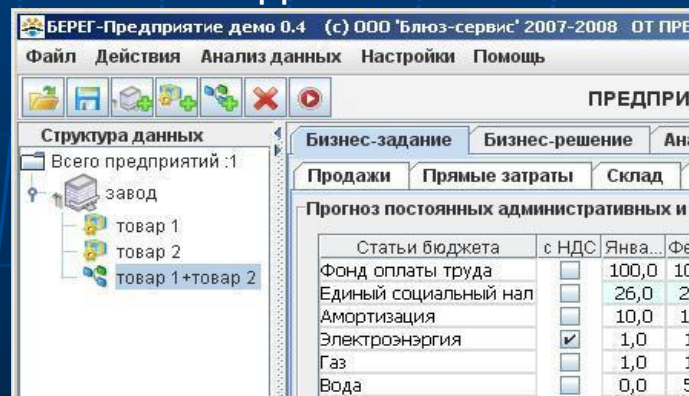 БЕРЕГ-Предприятие демо 0.4 (c) ООО 'Блюз-сервис' 2007-2008 ОТ ПРЕ
Файл Действия Анализ данных Настройки Помощь
ПРЕДПРИ
Структура данных
Всего предприятий :1
завод
товар 1
товар 2
товар 1+товар 2
Бизнес-задание Бизнес-решение Ана
Продажи Прямые затраты Склад
Прогноз постоянных административных и
Статьи бюджета с НДС Янва... Фе
Фонд оплаты труда 100,0 10
Единый социальный нал 26,0 2
Амортизация 10,0 1
Электроэнэргия 1,0 1
Газ 1,0 1
Вода 0,0 5